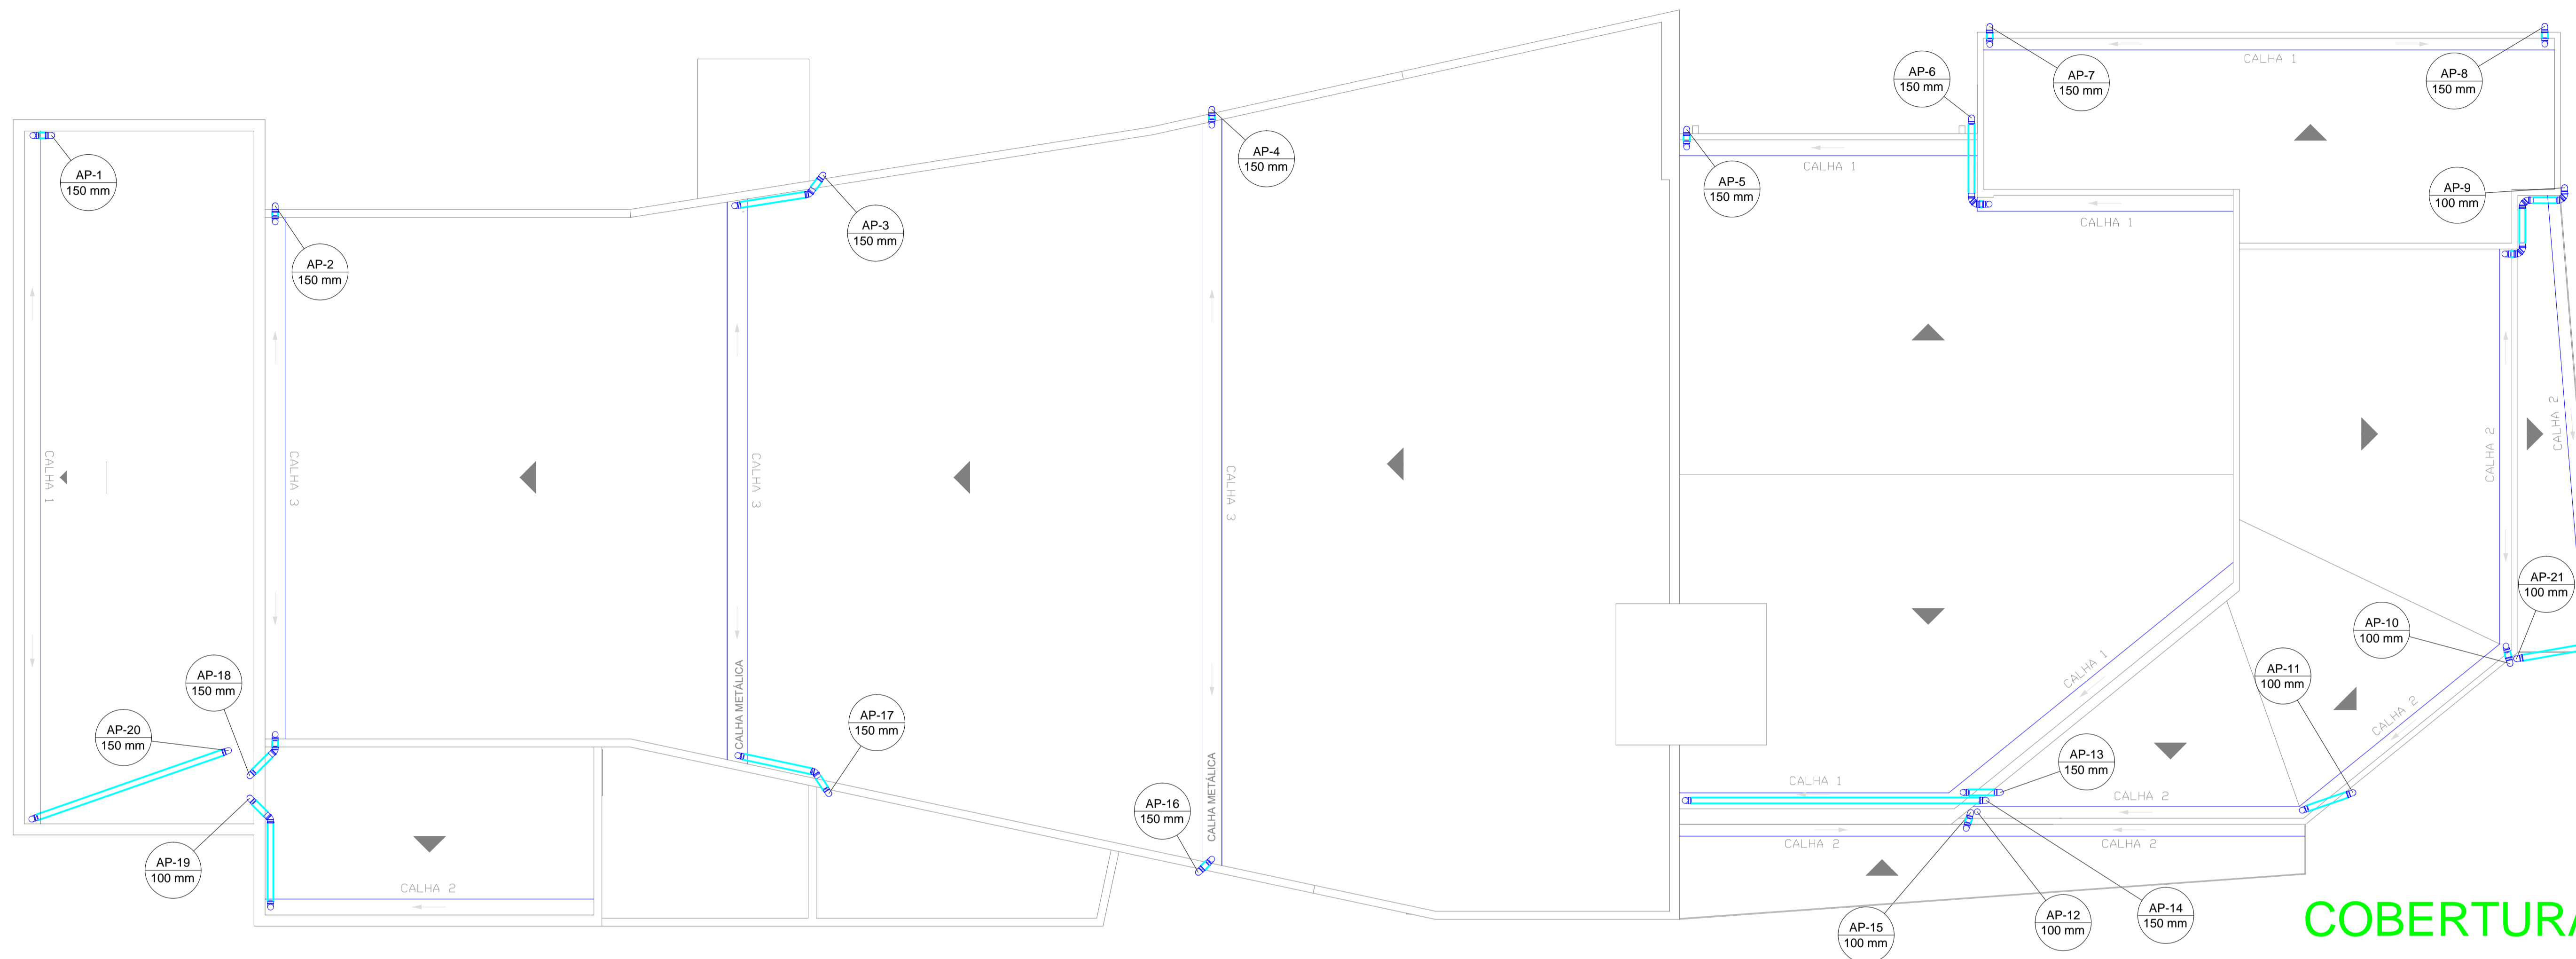 CALHA 1
AP-6
150 mm
AP-7
150 mm
AP-8
150 mm
AP-4
150 mm
AP-1
150 mm
CALHA 1
AP-5
150 mm
AP-9
100 mm
AP-3
150 mm
CALHA 1
AP-2
150 mm
CALHA 1
CALHA 3
CALHA 3
CALHA 3
CALHA 2
CALHA 2
AP-21
100 mm
AP-10
100 mm
AP-18
150 mm
AP-11
100 mm
CALHA 1
CALHA METÁLICA
AP-20
150 mm
AP-17
150 mm
CALHA 2
AP-13
150 mm
CALHA METÁLICA
CALHA 1
CALHA 2
AP-16
150 mm
CALHA 2
CALHA 2
AP-19
100 mm
CALHA 2
AP-15
100 mm
AP-12
100 mm
AP-14
150 mm
COBERTURA